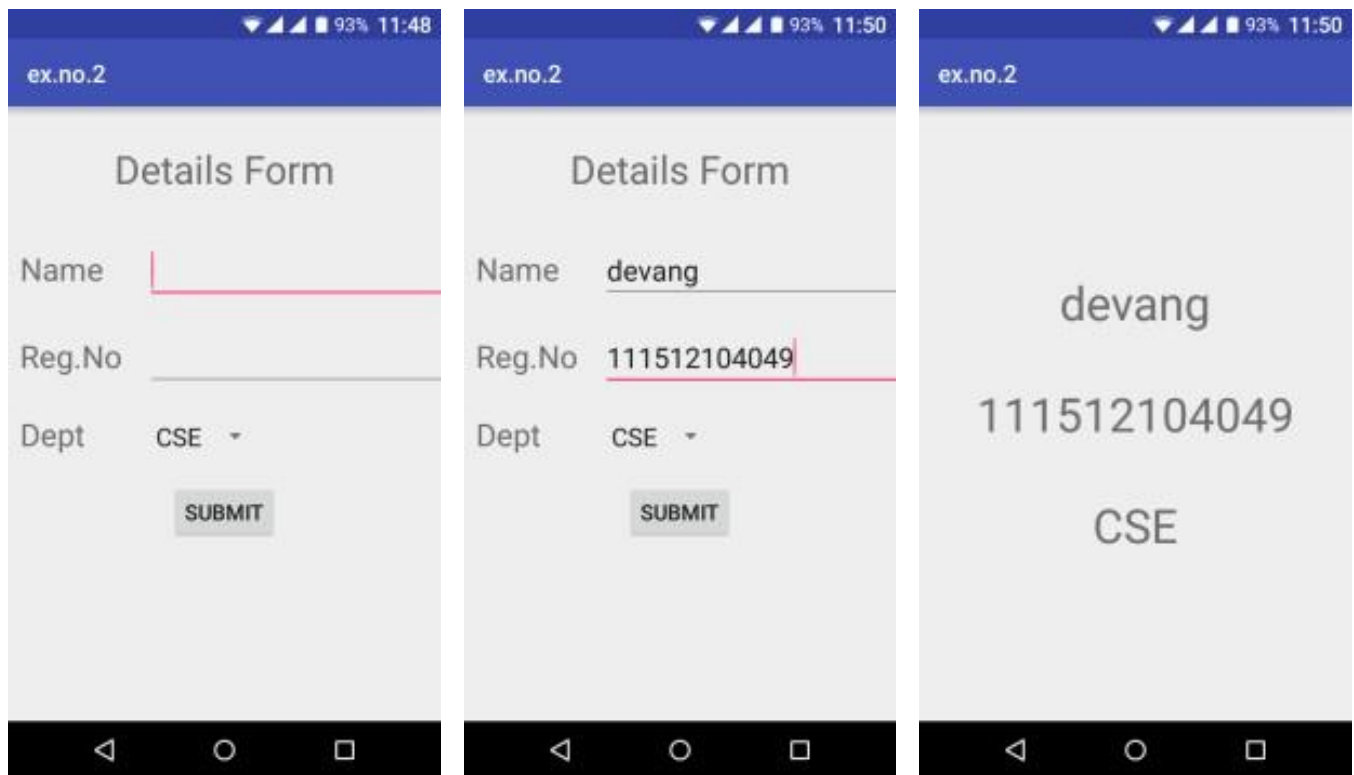 93% 11:48
ex.no.2
Details Form
Name
Reg.No
Dept CSE
SUBMIT
93% 11:50
ex.no.2
Details Form
Name devang
Reg.No 111512104049
Dept CSE
SUBMIT
93% 11:50
ex.no.2
devang
111512104049
CSE